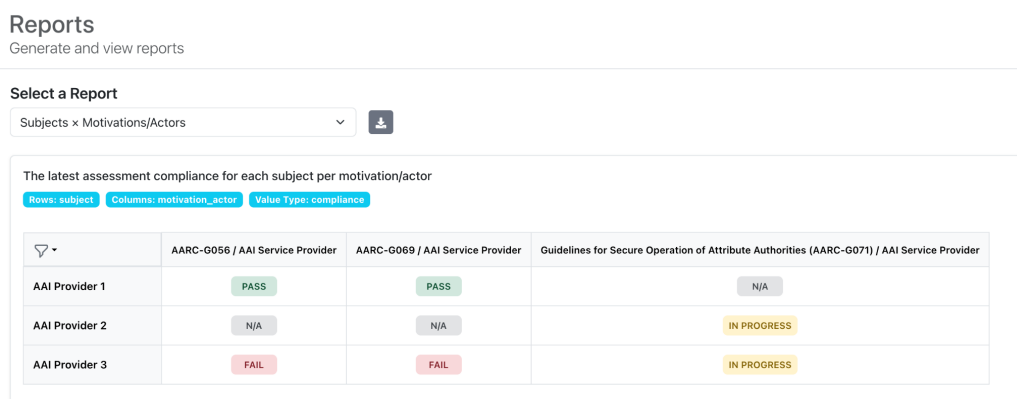 Reports
Generate and view reports
Select a Report
Subjects × Motivations/Actors
The latest assessment compliance for each subject per motivation/actor
Rows: subject Columns: motivation_actor Value Type: compliance
AARC-G056 / AAI Service Provider AARC-G069 / AAI Service Provider Guidelines for Secure Operation of Attribute Authorities (AARC-G071) / AAI Service Provider
AAI Provider 1 PASS PASS N/A
AAI Provider 2 N/A N/A IN PROGRESS
AAI Provider 3 FAIL FAIL IN PROGRESS